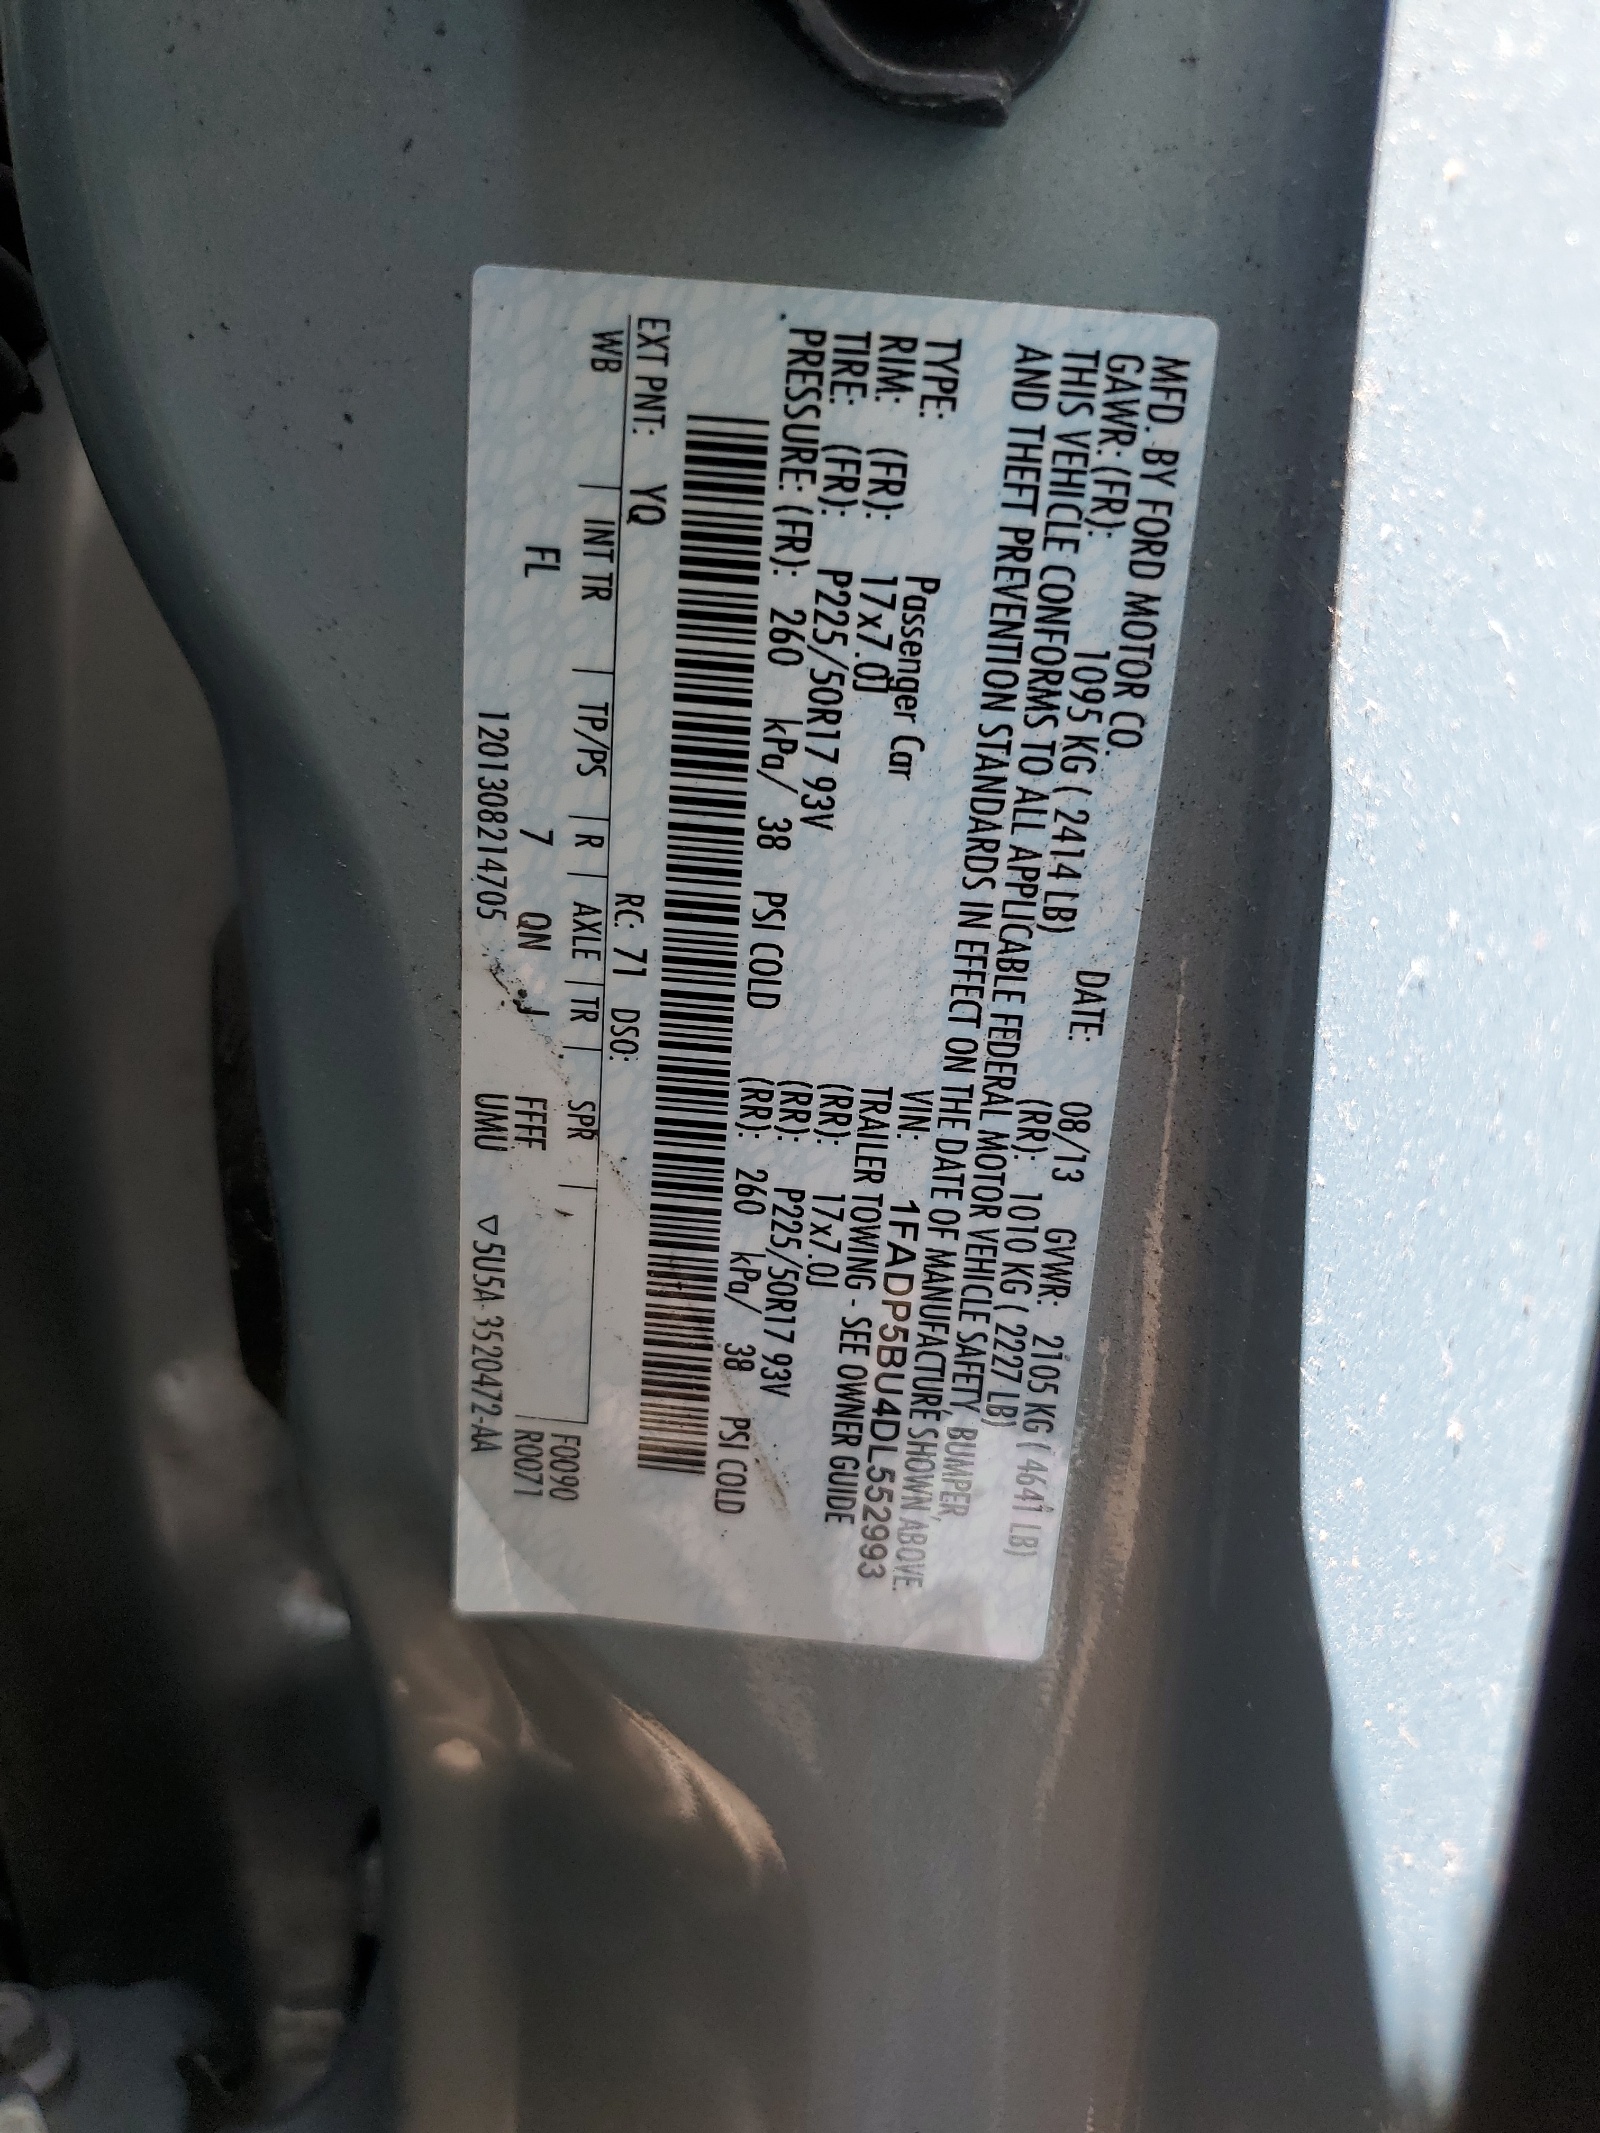 MFD. BY FORD MOTOR CO.
DATE: 08/13 GVWR: 2105 KG ( 4641 LB)
GAWR: (FR): 1095 KG ( 2414 LB) (RR): 1010 KG ( 2227 LB)
THIS VEHICLE CONFORMS TO ALL APPLICABLE FEDERAL MOTOR VEHICLE SAFETY, BUMPER,
AND THEFT PREVENTION STANDARDS IN EFFECT ON THE DATE OF MANUFACTURE SHOWN ABOVE.
VIN: 1FADP5BU4DL552993
TYPE: Passenger Car TRAILER TOWING - SEE OWNER GUIDE
RIM: (FR): 17x7.0J (RR): 17x7.0J
TIRE: (FR): P225/50R17 93V (RR): P225/50R17 93V
PRESSURE: (FR): 260 kPa/ 38 PSI COLD (RR): 260 kPa/ 38 PSI COLD
EXT PNT: YQ RC: 71 DSO:
WB INT TR TP/PS R AXLE TR SPR F0090
FL 7 QN J FFFF R0071
1201308214705 UMU ▽5U5A-3520472-AA